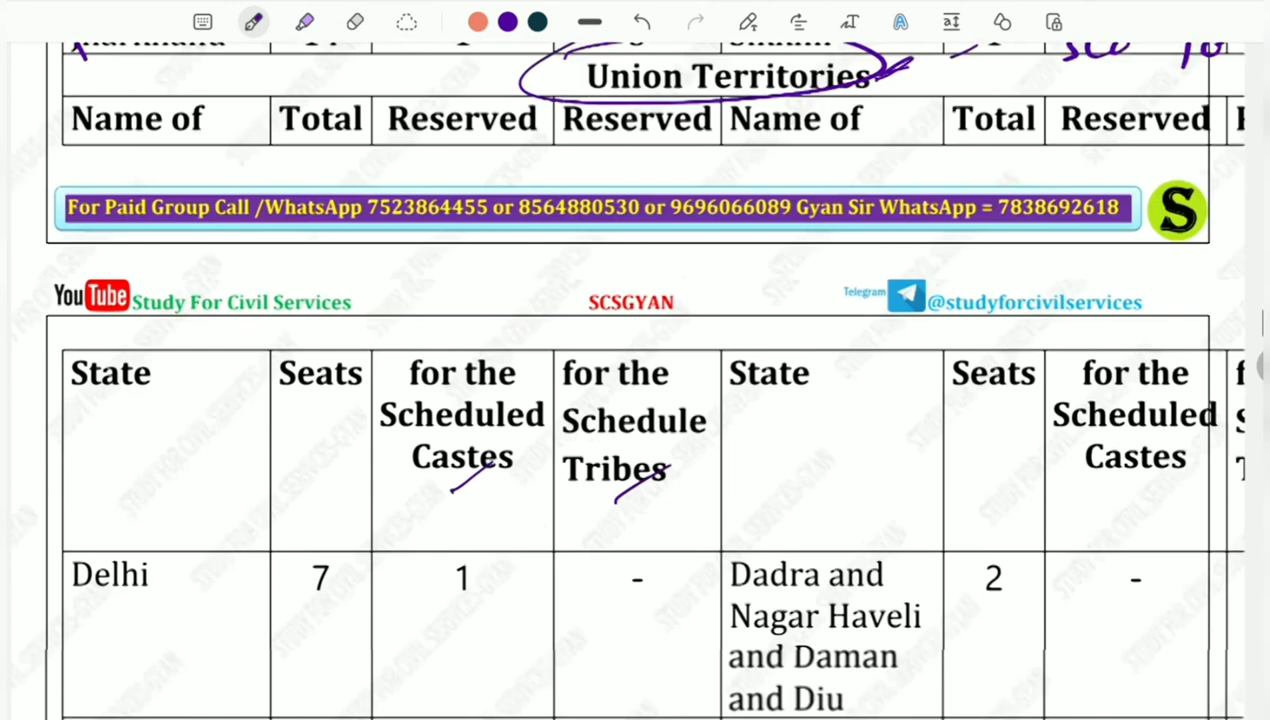 Union Territories
Name of Total Reserved Reserved Name of Total Reserved
For Paid Group Call /WhatsApp 7523864455 or 8564880530 or 9696066089 Gyan Sir WhatsApp = 7838692618
S
YouTube Study For Civil Services SCSGYAN Telegram @studyforcivilservices
State Seats for the for the State Seats for the
Scheduled Schedule Scheduled
Castes Tribes Castes
Delhi 7 1 - Dadra and 2 -
Nagar Haveli
and Daman
and Diu